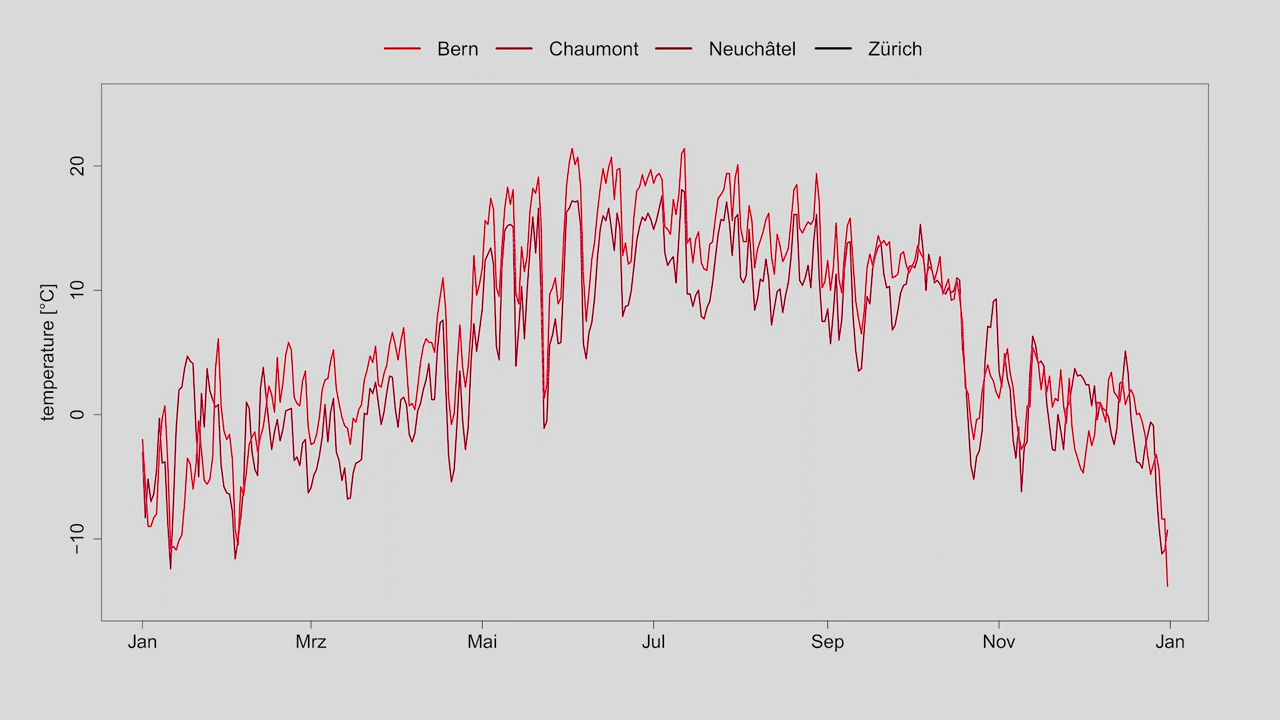 Bern Chaumont Neuchâtel Zürich
temperature [°C]
20
10
0
−10
Jan Mrz Mai Jul Sep Nov Jan